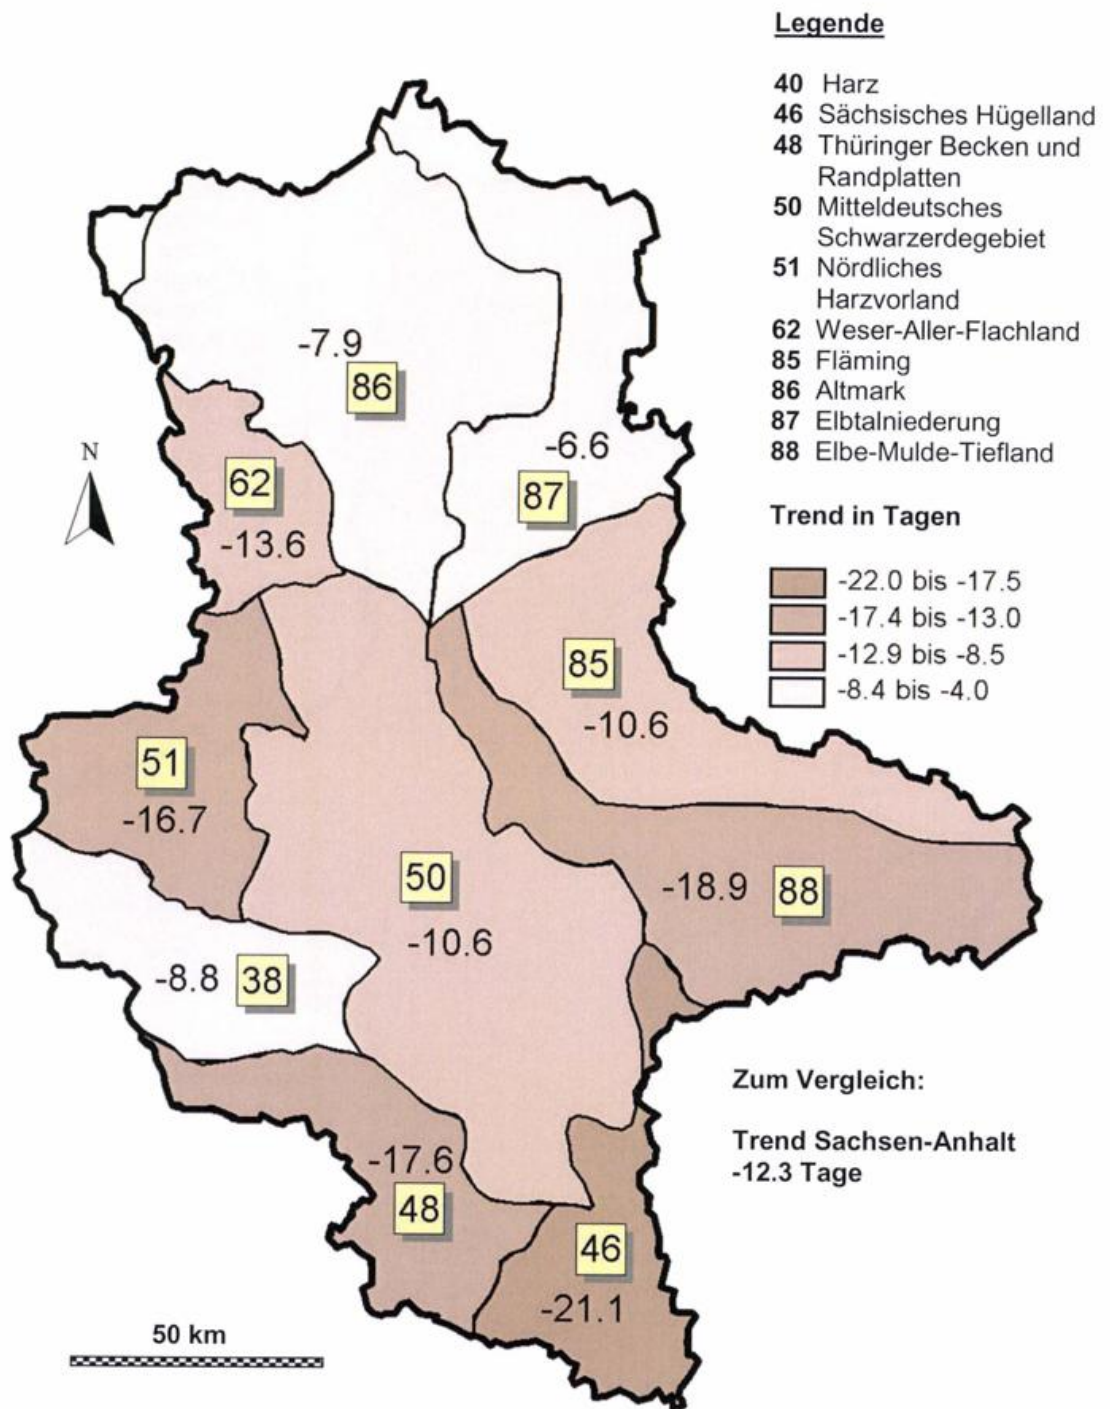 Legende
40 Harz
46 Sächsisches Hügelland
48 Thüringer Becken und
Randplatten
50 Mitteldeutsches
Schwarzerdegebiet
51 Nördliches
Harzvorland
62 Weser-Aller-Flachland
85 Fläming
86 Altmark
87 Elbtalniederung
88 Elbe-Mulde-Tiefland
Trend in Tagen
-22.0 bis -17.5
-17.4 bis -13.0
-12.9 bis -8.5
-8.4 bis -4.0
-7.9
86
-6.6
87
N
62
-13.6
85
-10.6
51
-16.7
50
-10.6
-18.9
88
-8.8
38
-17.6
48
46
-21.1
Zum Vergleich:
Trend Sachsen-Anhalt
-12.3 Tage
50 km